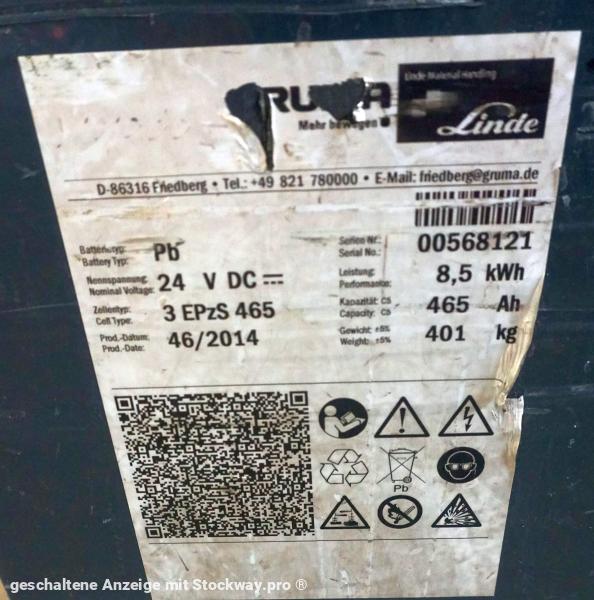 Linde Material Handling
GRUMA
Mehr bewegen
Linde
D-86316 Friedberg • Tel.: +49 821 780000 • E-Mail: friedberg@gruma.de
Batterietyp: Pb
Battery Typ:
Serien Nr.: 00568121
Serial No.:
Nennspannung: 24 V DC
Nominal Voltage:
Leistung: 8,5 kWh
Performance:
Zellentyp: 3 EPzS 465
Cell Type:
Kapazität: C5 465 Ah
Capacity: C5
Prod.-Datum: 46/2014
Prod.-Date:
Gewicht: ±5% 401 kg
Weight: ±5%
Pb
geschaltene Anzeige mit Stockway.pro ®